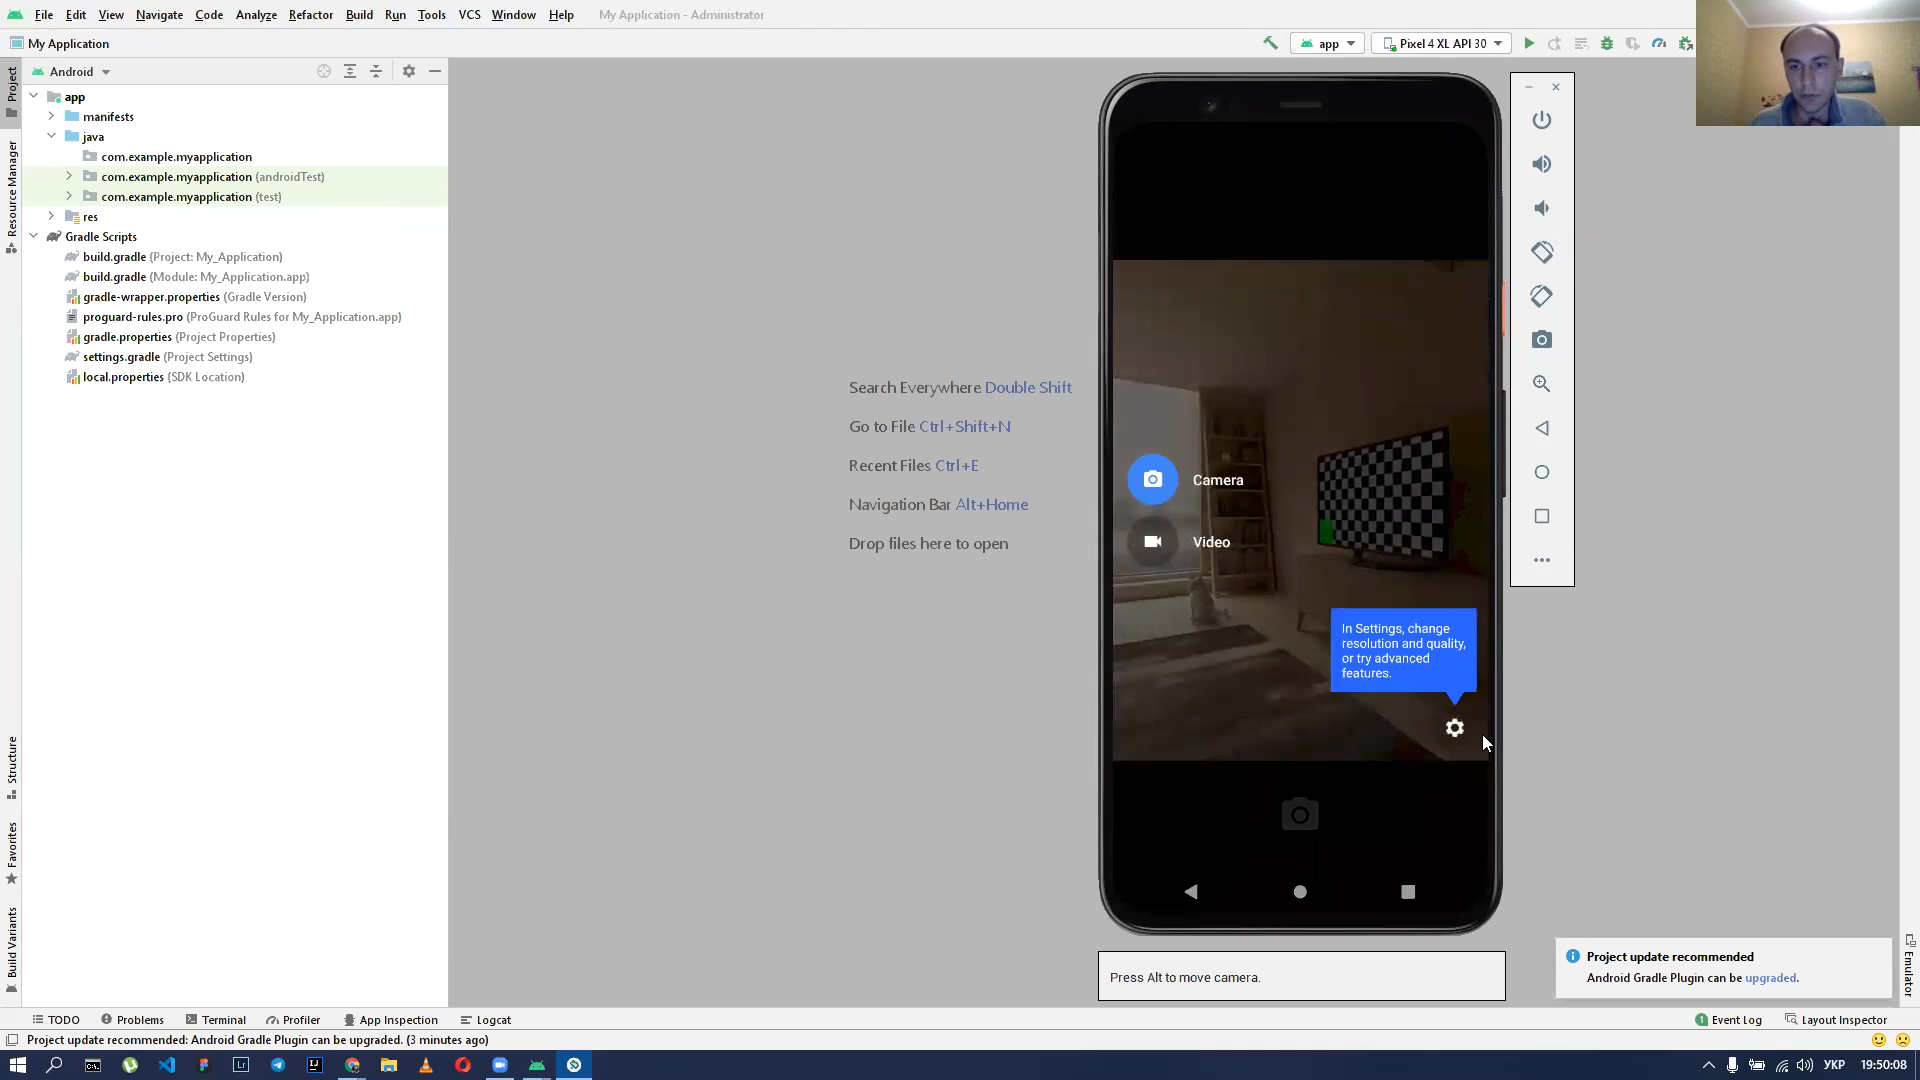 File Edit View Navigate Code Analyze Refactor Build Run Tools VCS Window Help My Application - Administrator
My Application
app
Pixel 4 XL API 30
Project
Resource Manager
Structure
Favorites
Build Variants
Android
app
manifests
java
com.example.myapplication
com.example.myapplication (androidTest)
com.example.myapplication (test)
res
Gradle Scripts
build.gradle (Project: My_Application)
build.gradle (Module: My_Application.app)
gradle-wrapper.properties (Gradle Version)
proguard-rules.pro (ProGuard Rules for My_Application.app)
gradle.properties (Project Properties)
settings.gradle (Project Settings)
local.properties (SDK Location)
Search Everywhere Double Shift
Go to File Ctrl+Shift+N
Recent Files Ctrl+E
Navigation Bar Alt+Home
Drop files here to open
Camera
Video
In Settings, change
resolution and quality,
or try advanced
features.
Press Alt to move camera.
Project update recommended
Android Gradle Plugin can be upgraded.
Emulator
TODO Problems Terminal Profiler App Inspection Logcat
1 Event Log Layout Inspector
Project update recommended: Android Gradle Plugin can be upgraded. (3 minutes ago)
Lr
IJ
УКР 19:50:08